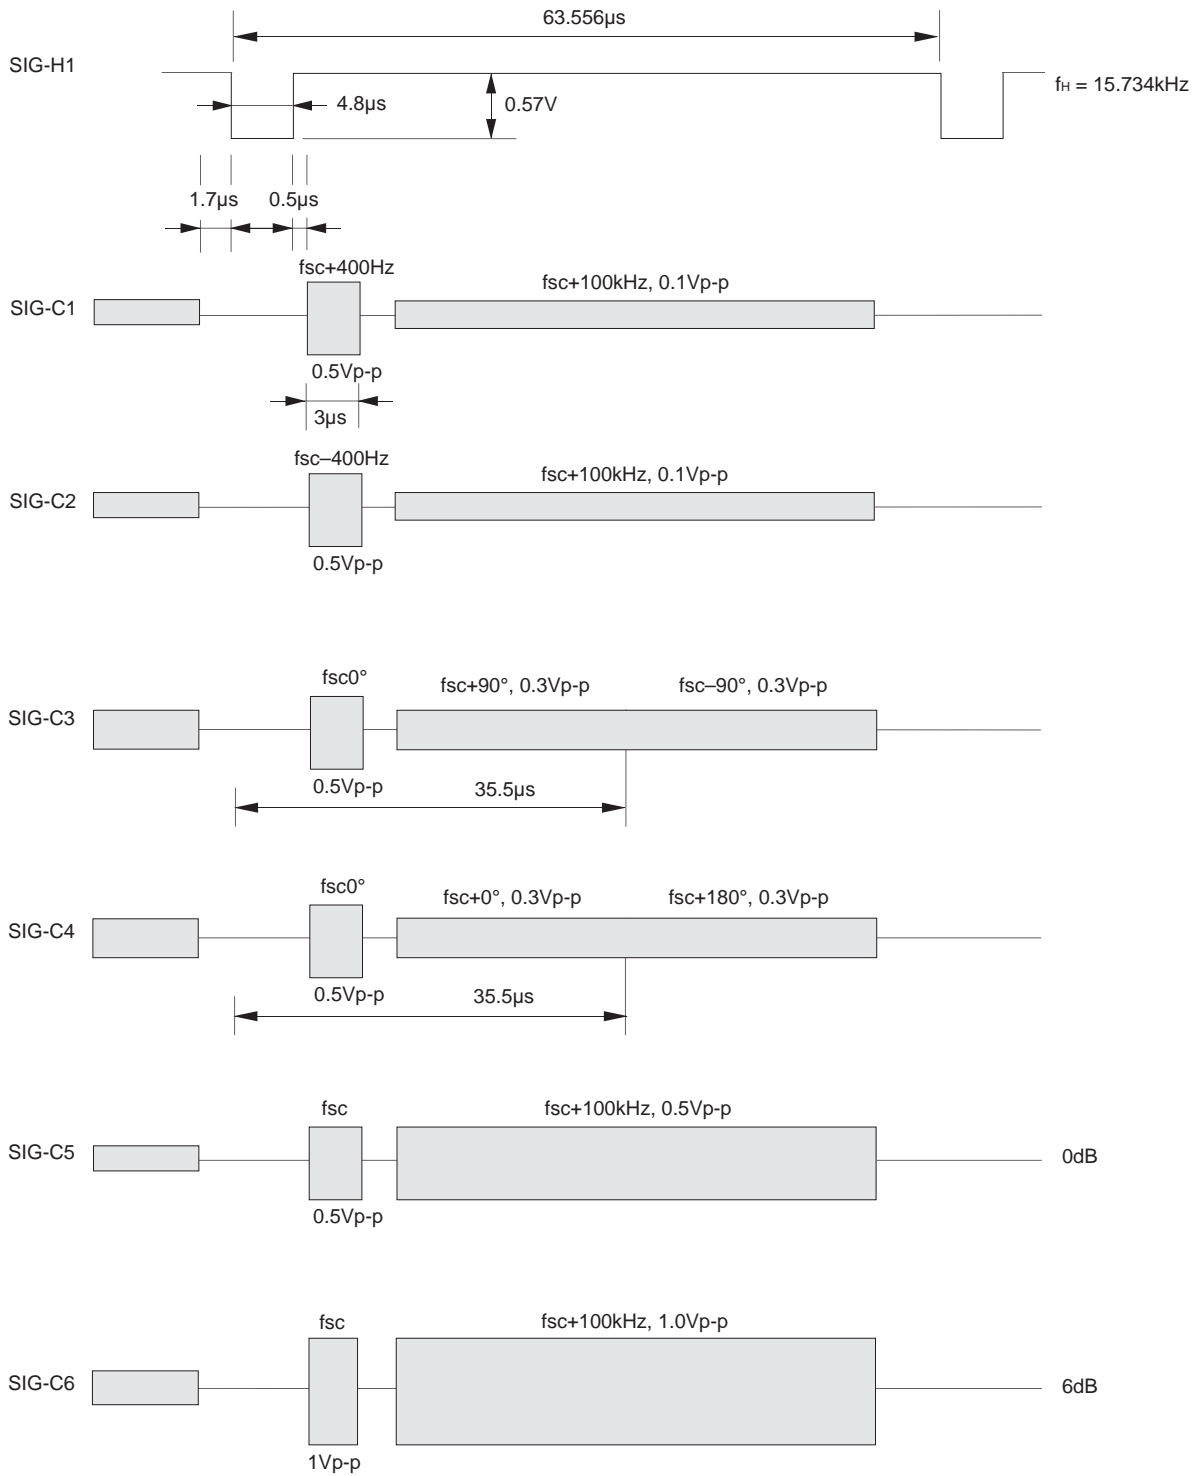 63.556µs
SIG-H1
fH = 15.734kHz
4.8µs
0.57V
1.7µs
0.5µs
fsc+400Hz
fsc+100kHz, 0.1Vp-p
SIG-C1
0.5Vp-p
3µs
fsc–400Hz
fsc+100kHz, 0.1Vp-p
SIG-C2
0.5Vp-p
fsc0°
fsc+90°, 0.3Vp-p
fsc–90°, 0.3Vp-p
SIG-C3
0.5Vp-p
35.5µs
fsc0°
fsc+0°, 0.3Vp-p
fsc+180°, 0.3Vp-p
SIG-C4
0.5Vp-p
35.5µs
fsc
fsc+100kHz, 0.5Vp-p
SIG-C5
0dB
0.5Vp-p
fsc
fsc+100kHz, 1.0Vp-p
SIG-C6
6dB
1Vp-p